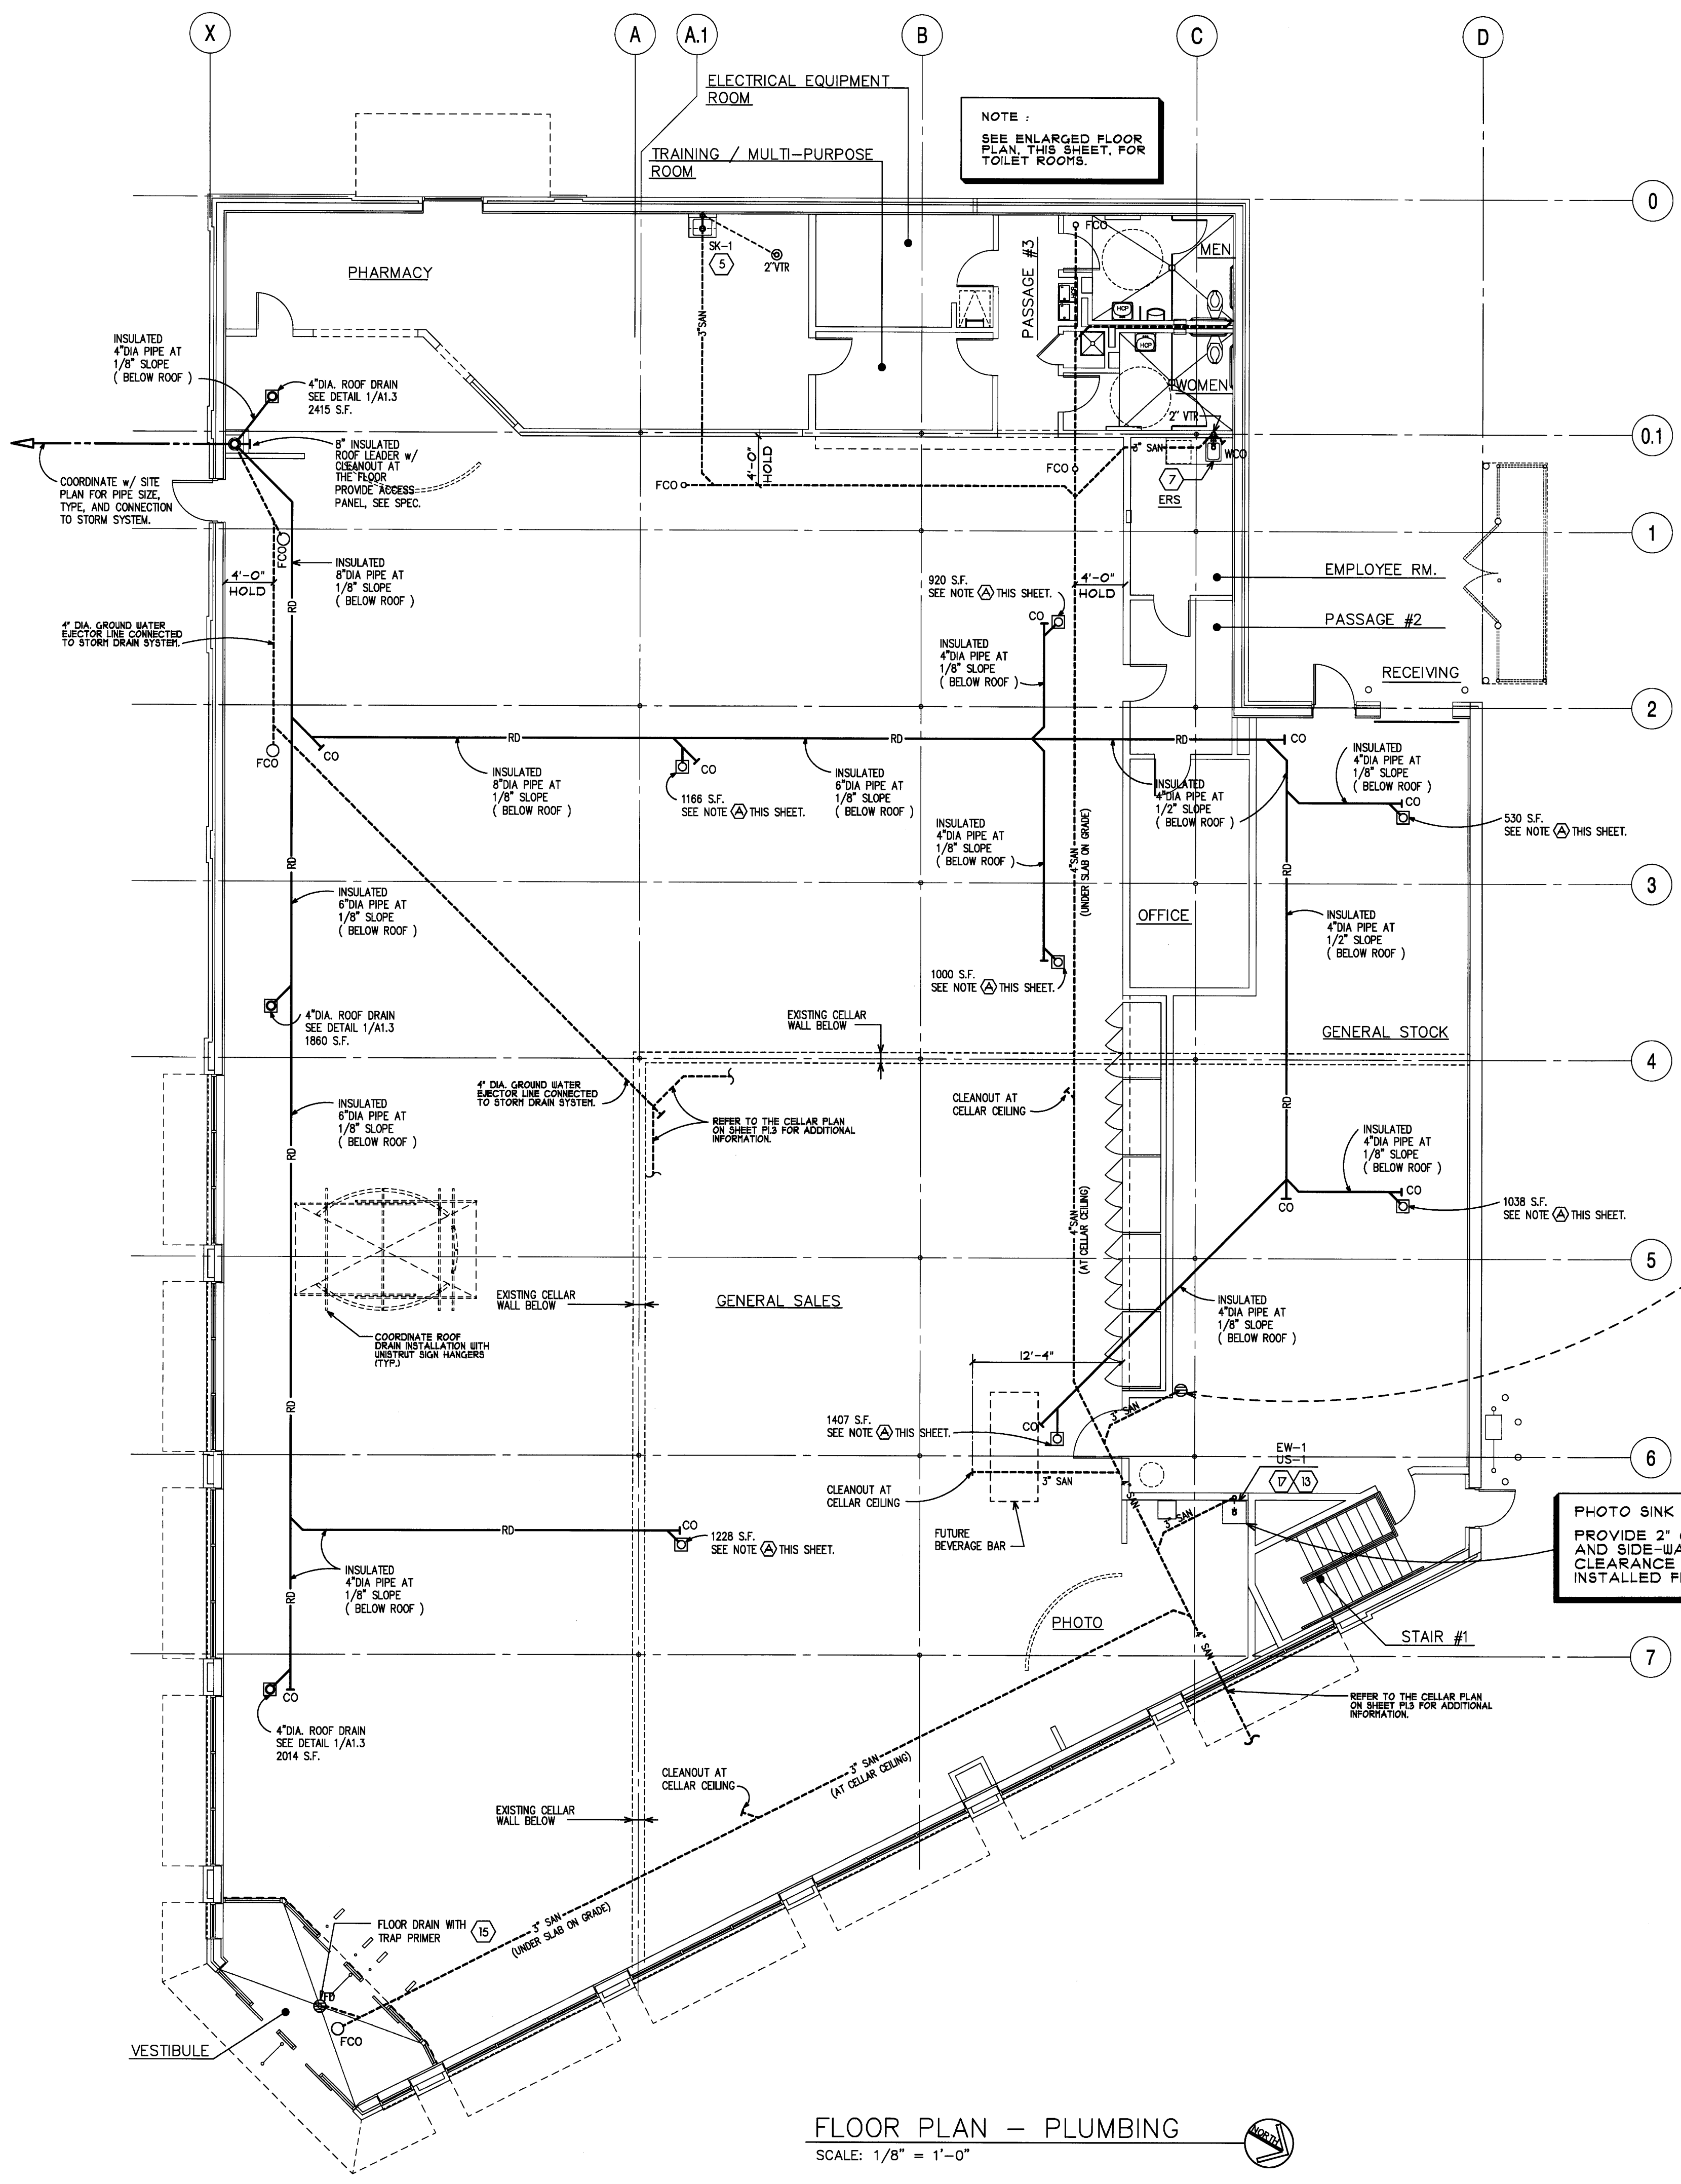 X
A
A.1
B
C
D
ELECTRICAL EQUIPMENT
ROOM
TRAINING / MULTI-PURPOSE
ROOM
NOTE :
SEE ENLARGED FLOOR
PLAN, THIS SHEET, FOR
TOILET ROOMS.
0
FCO
MEN
SK-1
5
2"VTR
PHARMACY
PASSAGE #3
HCP
HCP
HCP
3"SAN
INSULATED
4"DIA PIPE AT
1/8" SLOPE
( BELOW ROOF )
4"DIA. ROOF DRAIN
SEE DETAIL 1/A1.3
2415 S.F.
WOMEN
2" VTR
0.1
8" INSULATED
ROOF LEADER w/
CLEANOUT AT
THE FLOOR
PROVIDE ACCESS
PANEL, SEE SPEC.
4'-0"
HOLD
3" SAN
WCO
FCO
FCO
7
ERS
COORDINATE w/ SITE
PLAN FOR PIPE SIZE,
TYPE, AND CONNECTION
TO STORM SYSTEM.
1
FCO
INSULATED
8"DIA PIPE AT
1/8" SLOPE
( BELOW ROOF )
4'-0"
HOLD
RD
920 S.F.
SEE NOTE A THIS SHEET.
4'-0"
HOLD
EMPLOYEE RM.
CO
PASSAGE #2
4" DIA. GROUND WATER
EJECTOR LINE CONNECTED
TO STORM DRAIN SYSTEM.
INSULATED
4"DIA PIPE AT
1/8" SLOPE
( BELOW ROOF )
RECEIVING
2
FCO
CO
RD
RD
RD
CO
INSULATED
8"DIA PIPE AT
1/8" SLOPE
( BELOW ROOF )
CO
1166 S.F.
SEE NOTE A THIS SHEET.
INSULATED
6"DIA PIPE AT
1/8" SLOPE
( BELOW ROOF )
INSULATED
4"DIA PIPE AT
1/2" SLOPE
( BELOW ROOF )
INSULATED
4"DIA PIPE AT
1/8" SLOPE
( BELOW ROOF )
CO
530 S.F.
SEE NOTE A THIS SHEET.
INSULATED
4"DIA PIPE AT
1/8" SLOPE
( BELOW ROOF )
4"SAN
(UNDER SLAB ON GRADE)
RD
RD
3
INSULATED
6"DIA PIPE AT
1/8" SLOPE
( BELOW ROOF )
OFFICE
INSULATED
4"DIA PIPE AT
1/2" SLOPE
( BELOW ROOF )
1000 S.F.
SEE NOTE A THIS SHEET.
4"DIA. ROOF DRAIN
SEE DETAIL 1/A1.3
1860 S.F.
EXISTING CELLAR
WALL BELOW
GENERAL STOCK
4
4" DIA. GROUND WATER
EJECTOR LINE CONNECTED
TO STORM DRAIN SYSTEM.
CLEANOUT AT
CELLAR CEILING
RD
INSULATED
6"DIA PIPE AT
1/8" SLOPE
( BELOW ROOF )
RD
REFER TO THE CELLAR PLAN
ON SHEET P1.3 FOR ADDITIONAL
INFORMATION.
INSULATED
4"DIA PIPE AT
1/8" SLOPE
( BELOW ROOF )
CO
CO
1038 S.F.
SEE NOTE A THIS SHEET.
4"SAN
(AT CELLAR CEILING)
5
EXISTING CELLAR
WALL BELOW
GENERAL SALES
INSULATED
4"DIA PIPE AT
1/8" SLOPE
( BELOW ROOF )
COORDINATE ROOF
DRAIN INSTALLATION WITH
UNISTRUT SIGN HANGERS
(TYP.)
12'-4"
RD
3" SAN
1407 S.F.
SEE NOTE A THIS SHEET.
CO
EW-1
US-1
17
13
6
3" SAN
CLEANOUT AT
CELLAR CEILING
4" SAN
3" SAN
PHOTO SINK
PROVIDE 2"
AND SIDE-WA
CLEARANCE
INSTALLED F
RD
CO
1228 S.F.
SEE NOTE A THIS SHEET.
FUTURE
BEVERAGE BAR
INSULATED
4"DIA PIPE AT
1/8" SLOPE
( BELOW ROOF )
RD
PHOTO
STAIR #1
4" SAN
7
CO
REFER TO THE CELLAR PLAN
ON SHEET P1.3 FOR ADDITIONAL
INFORMATION.
4"DIA. ROOF DRAIN
SEE DETAIL 1/A1.3
2014 S.F.
3" SAN
(AT CELLAR CEILING)
CLEANOUT AT
CELLAR CEILING
EXISTING CELLAR
WALL BELOW
FLOOR DRAIN WITH
TRAP PRIMER
15
3" SAN
(UNDER SLAB ON GRADE)
FD
FCO
VESTIBULE
FLOOR PLAN – PLUMBING
SCALE: 1/8" = 1'-0"
NORTH